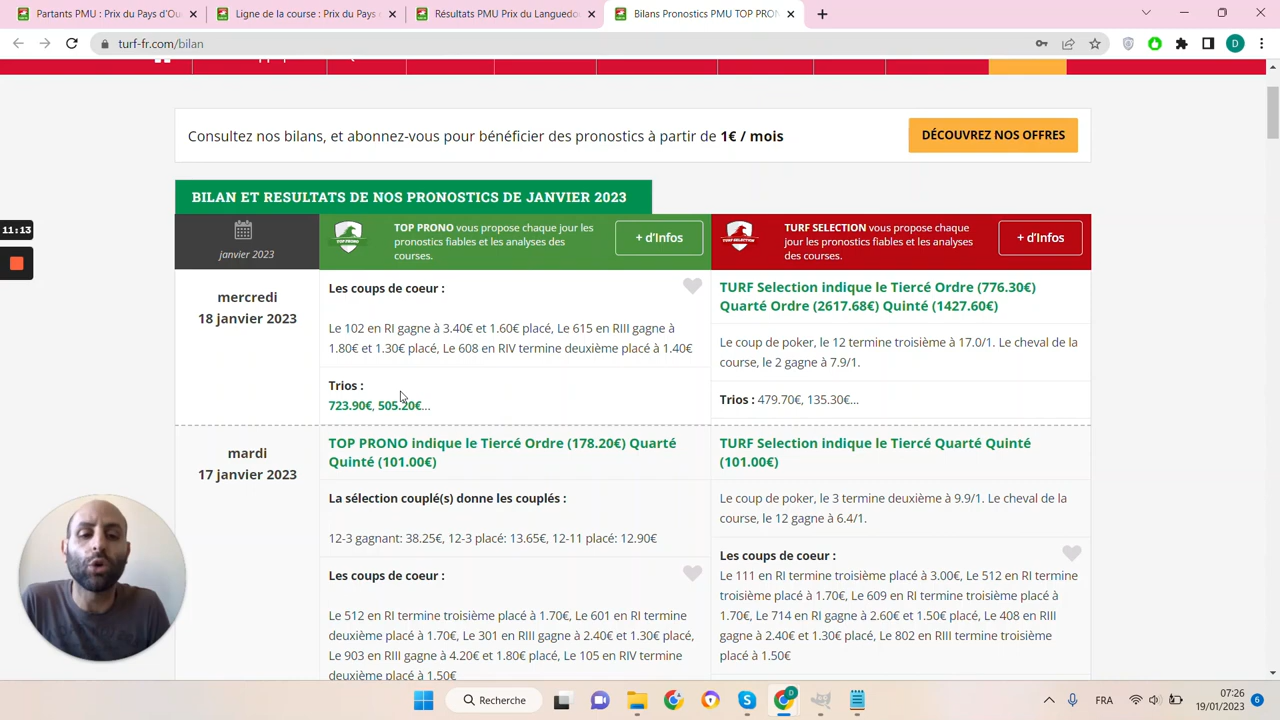 Partants PMU : Prix du Pays d'Ou
Ligne de la course : Prix du Pays
Résultats PMU Prix du Languedo
Bilans Pronostics PMU TOP PRON
turf-fr.com/bilan
D
Consultez nos bilans, et abonnez-vous pour bénéficier des pronostics à partir de 1€ / mois
DÉCOUVREZ NOS OFFRES
BILAN ET RESULTATS DE NOS PRONOSTICS DE JANVIER 2023
11:13
janvier 2023
TOP PRONO
TOP PRONO vous propose chaque jour les
pronostics fiables et les analyses des
courses.
+ d'Infos
TURF SELECTION
TURF SELECTION vous propose chaque
jour les pronostics fiables et les analyses
des courses.
+ d'Infos
mercredi
18 janvier 2023
Les coups de coeur :
Le 102 en RI gagne à 3.40€ et 1.60€ placé, Le 615 en RIII gagne à
1.80€ et 1.30€ placé, Le 608 en RIV termine deuxième placé à 1.40€
Trios :
723.90€, 505.20€...
TURF Selection indique le Tiercé Ordre (776.30€)
Quarté Ordre (2617.68€) Quinté (1427.60€)
Le coup de poker, le 12 termine troisième à 17.0/1. Le cheval de la
course, le 2 gagne à 7.9/1.
Trios : 479.70€, 135.30€...
mardi
17 janvier 2023
TOP PRONO indique le Tiercé Ordre (178.20€) Quarté
Quinté (101.00€)
La sélection couplé(s) donne les couplés :
12-3 gagnant: 38.25€, 12-3 placé: 13.65€, 12-11 placé: 12.90€
Les coups de coeur :
Le 512 en RI termine troisième placé à 1.70€, Le 601 en RI termine
deuxième placé à 1.70€, Le 301 en RII gagne à 2.40€ et 1.30€ placé,
Le 903 en RIII gagne à 4.20€ et 1.80€ placé, Le 105 en RIV termine
deuxième placé à 1.50€
TURF Selection indique le Tiercé Quarté Quinté
(101.00€)
Le coup de poker, le 3 termine deuxième à 9.9/1. Le cheval de la
course, le 12 gagne à 6.4/1.
Les coups de coeur :
Le 111 en RI termine troisième placé à 3.00€, Le 512 en RI termine
troisième placé à 1.70€, Le 609 en RI termine troisième placé à
1.70€, Le 714 en RI gagne à 2.60€ et 1.50€ placé, Le 408 en RIII
gagne à 2.40€ et 1.30€ placé, Le 802 en RIII termine troisième
placé à 1.50€
Recherche
D
FRA
07:26
19/01/2023
6